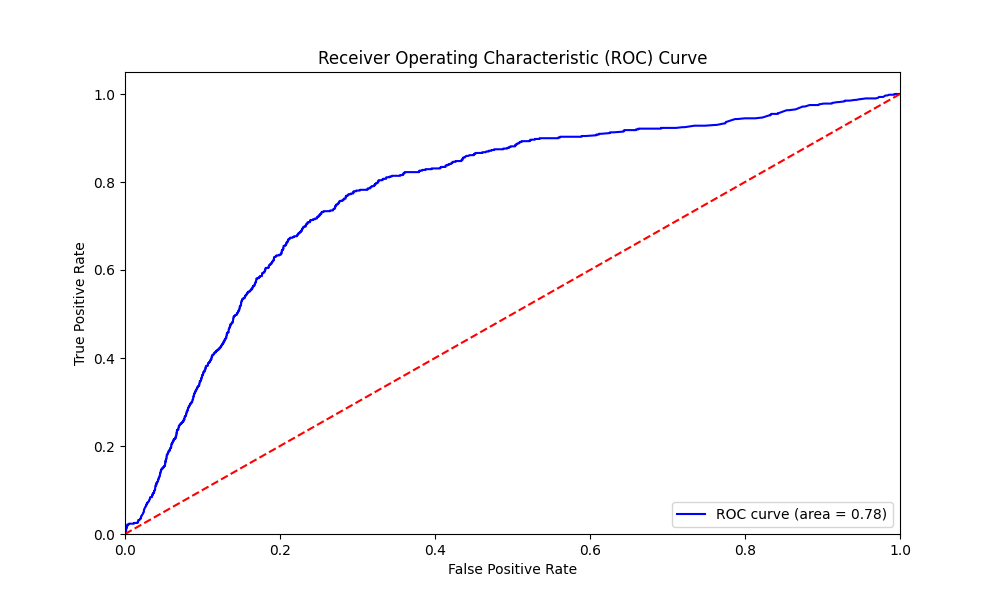 Receiver Operating Characteristic (ROC) Curve
True Positive Rate
1.0
0.8
0.6
0.4
0.2
0.0
ROC curve (area = 0.78)
0.0 0.2 0.4 0.6 0.8 1.0
False Positive Rate